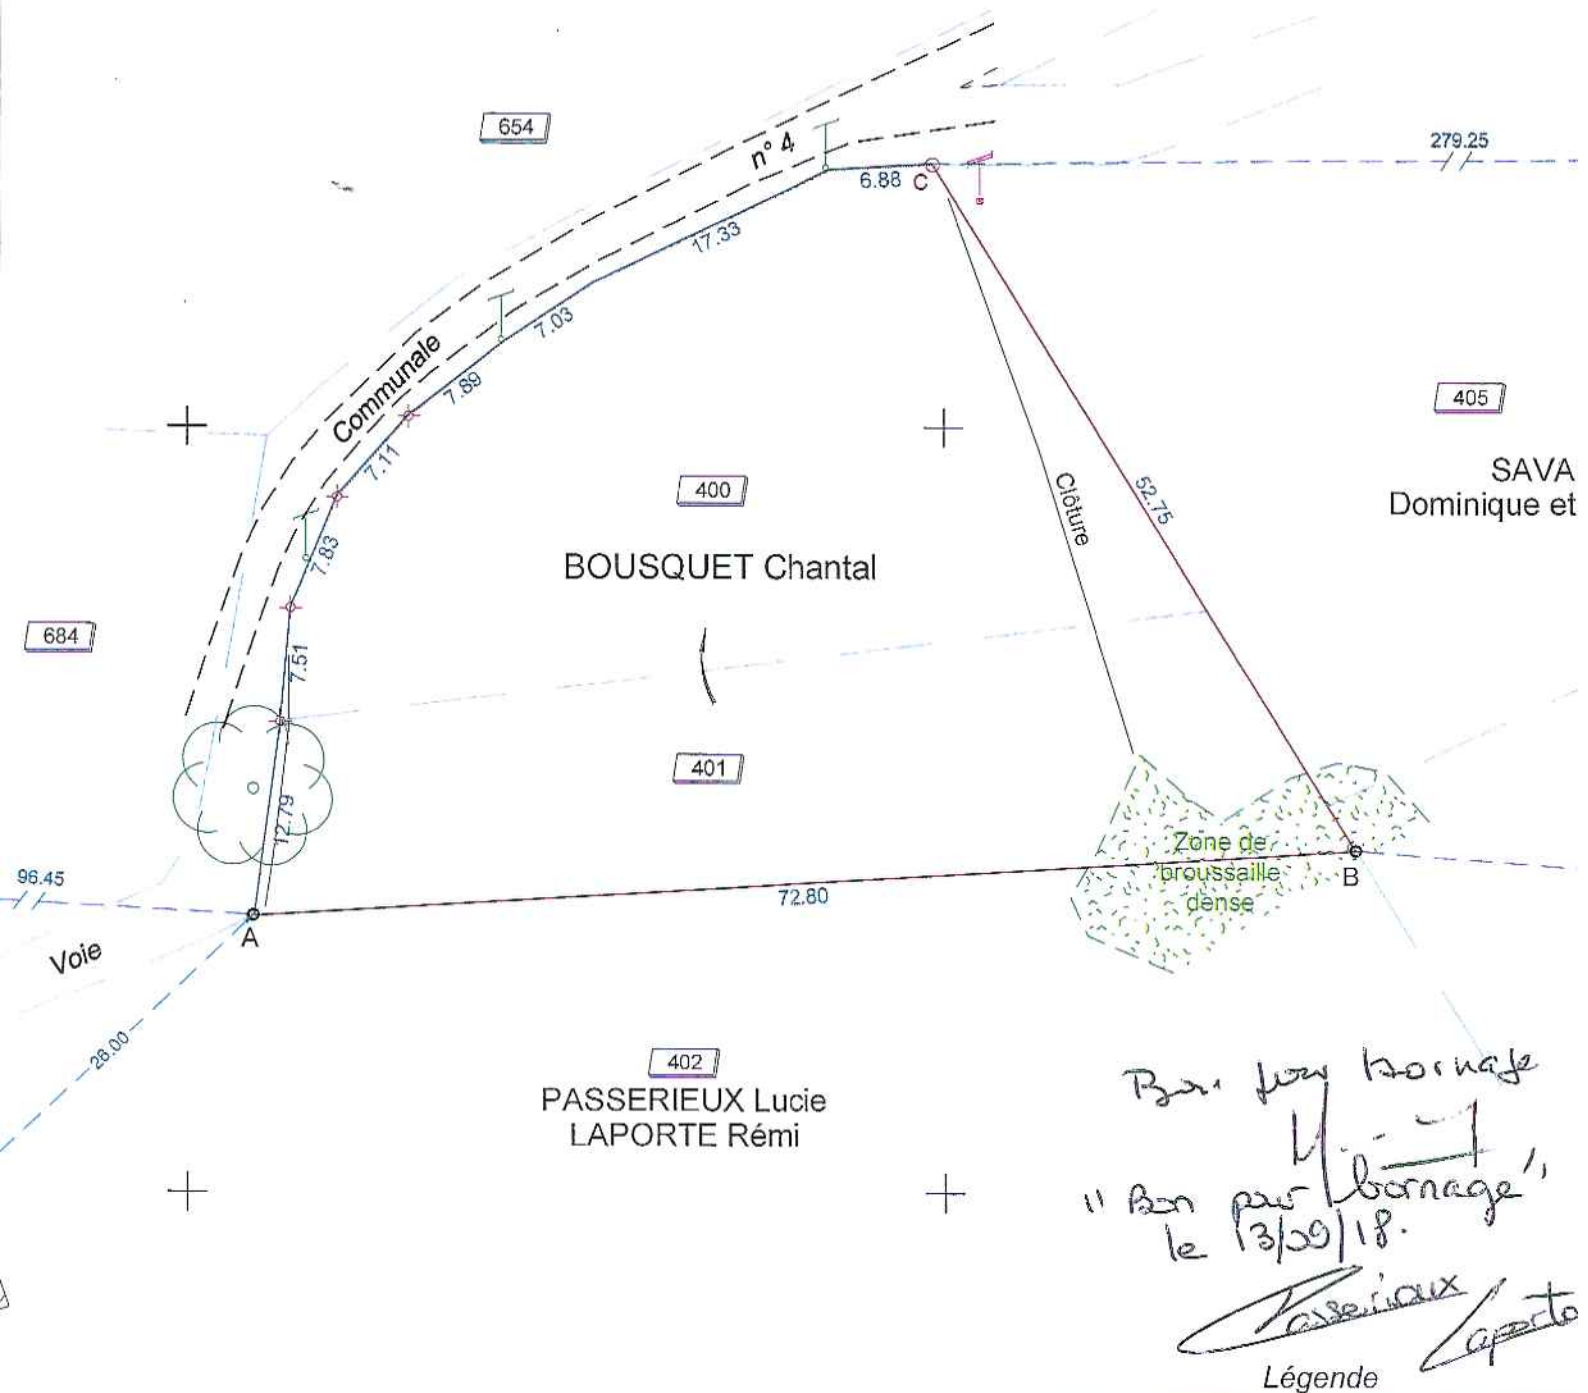 654
n° 4
279.25
6.88
C
17.33
7.03
Communale
7.89
7.11
405
400
52.75
SAVA
Dominique et
Clôture
7.83
BOUSQUET Chantal
684
7.51
401
12.79
Zone de
broussaille
dense
B
96.45
72.80
A
Voie
28.00
402
PASSERIEUX Lucie
LAPORTE Rémi
Bon pour bornage
"Bon pour bornage"
le 13/09/18.
Passerieux Laporte
Légende